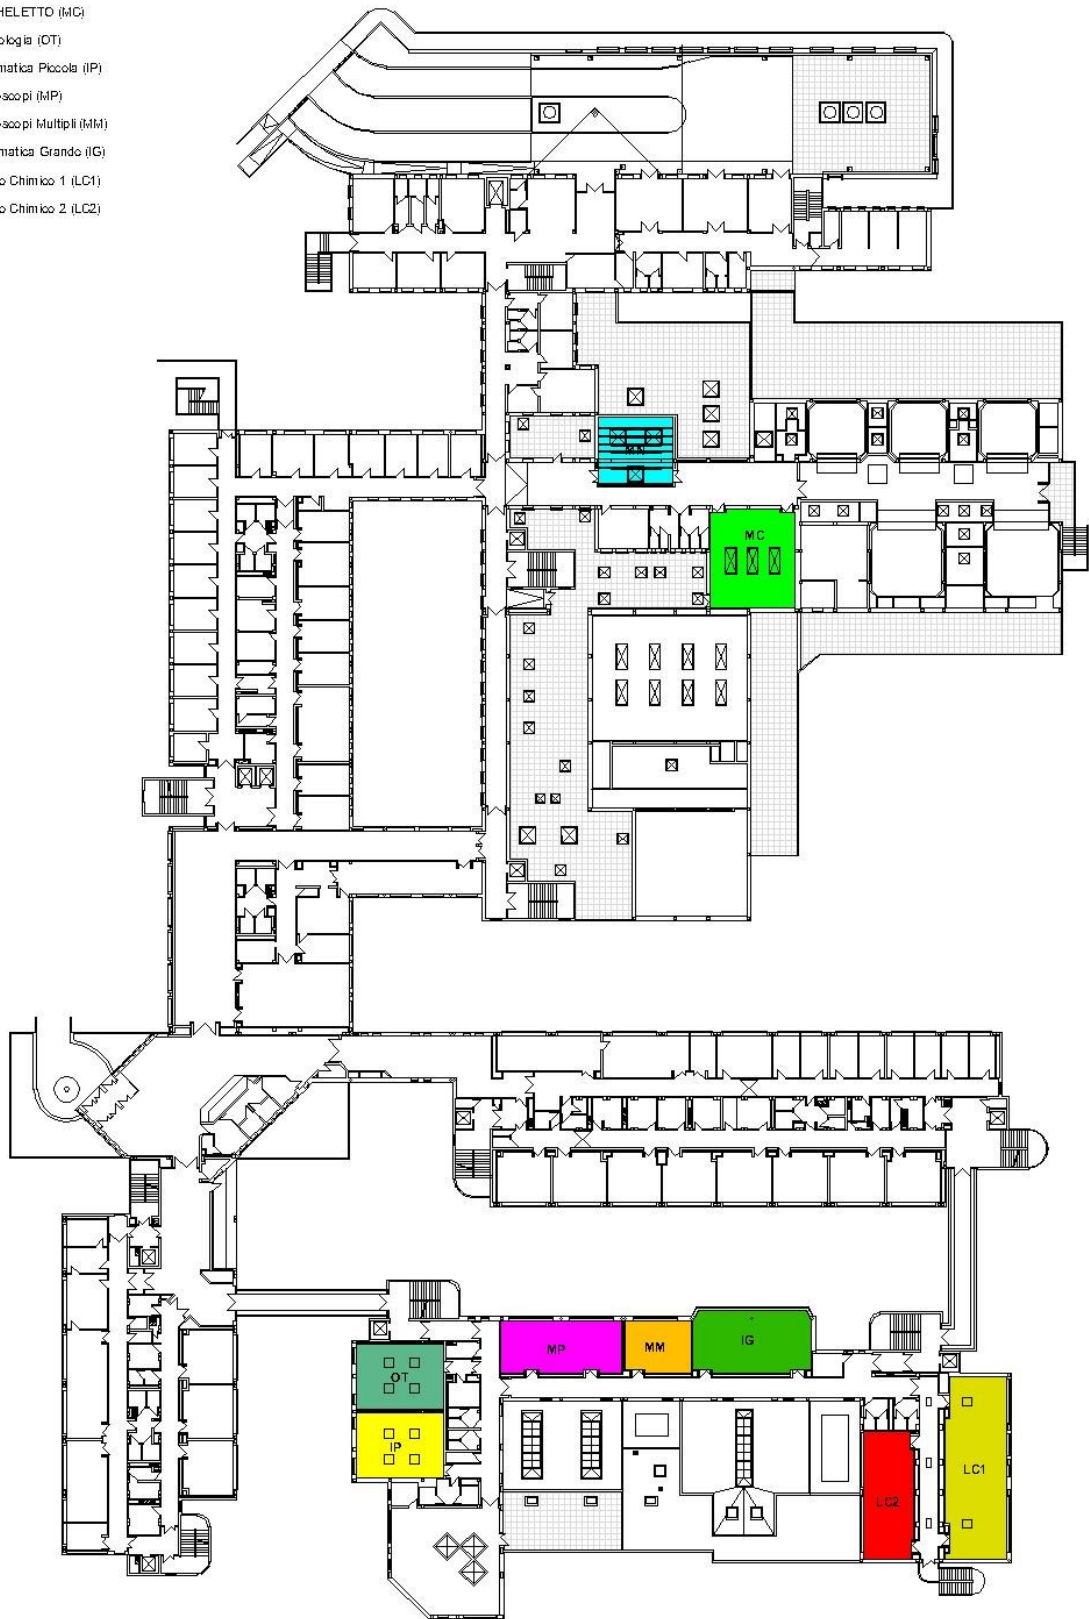 HELETTO (MC)
ologia (OT)
matica Piccola (IP)
scopi (MP)
scopi Multipli (MM)
matica Grande (IG)
o Chimico 1 (LC1)
o Chimico 2 (LC2)
MC
MP
MM
IG
OT
IP
LC1
LC2